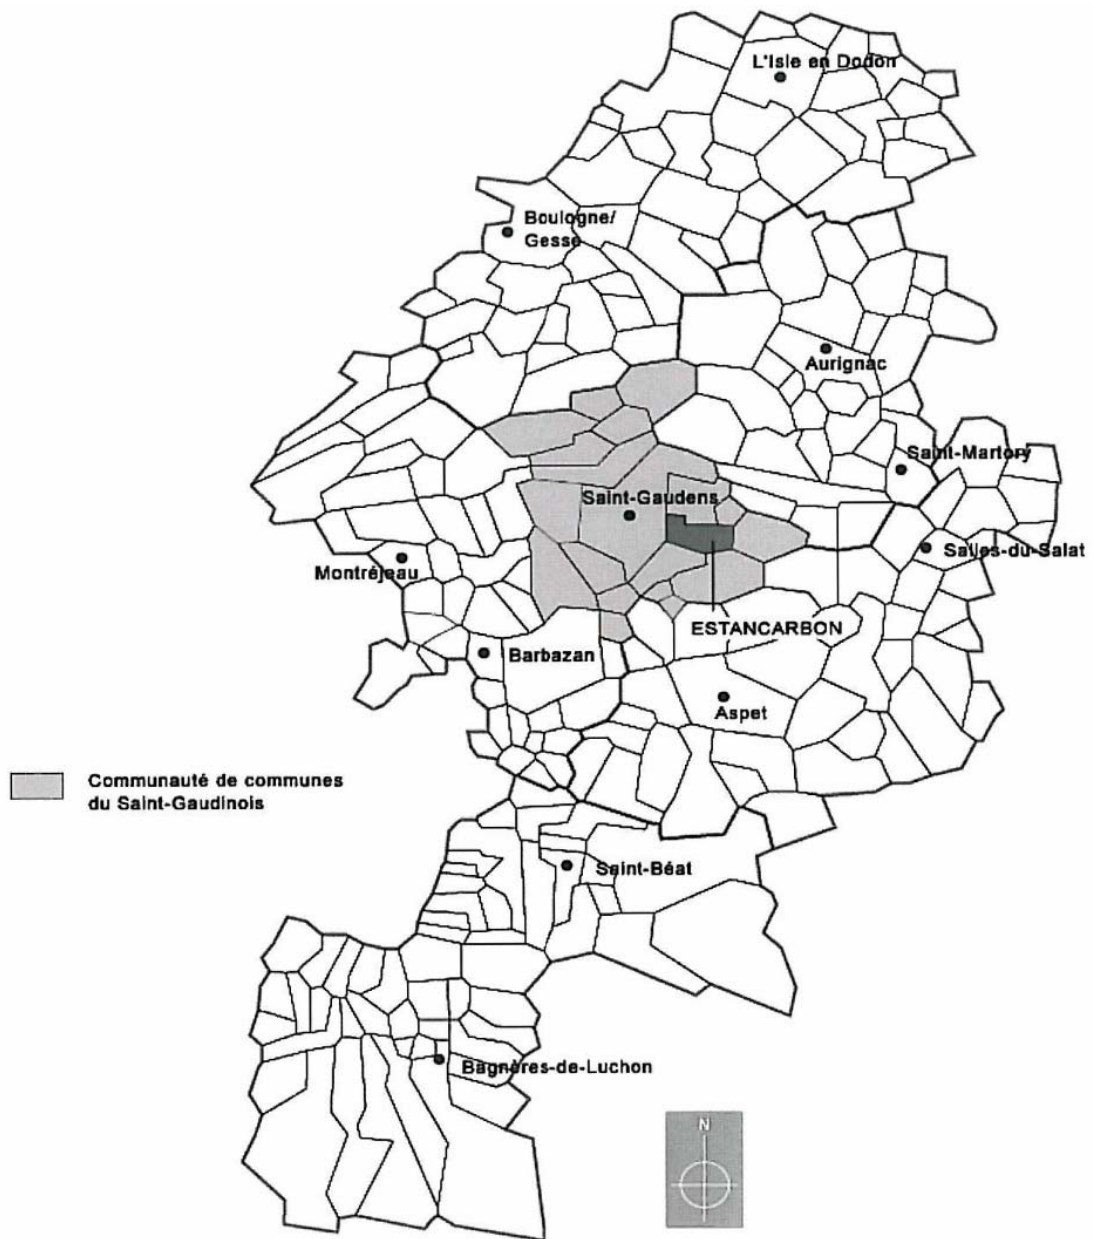 L'Isle en Dodon
Boulogne/
Gesse
Aurignac
Saint-Martory
Saint-Gaudens
Salies-du-Salat
Montréjeau
ESTANCARBON
Barbazan
Aspet
Communauté de communes
du Saint-Gaudinois
Saint-Béat
Bagnères-de-Luchon
N